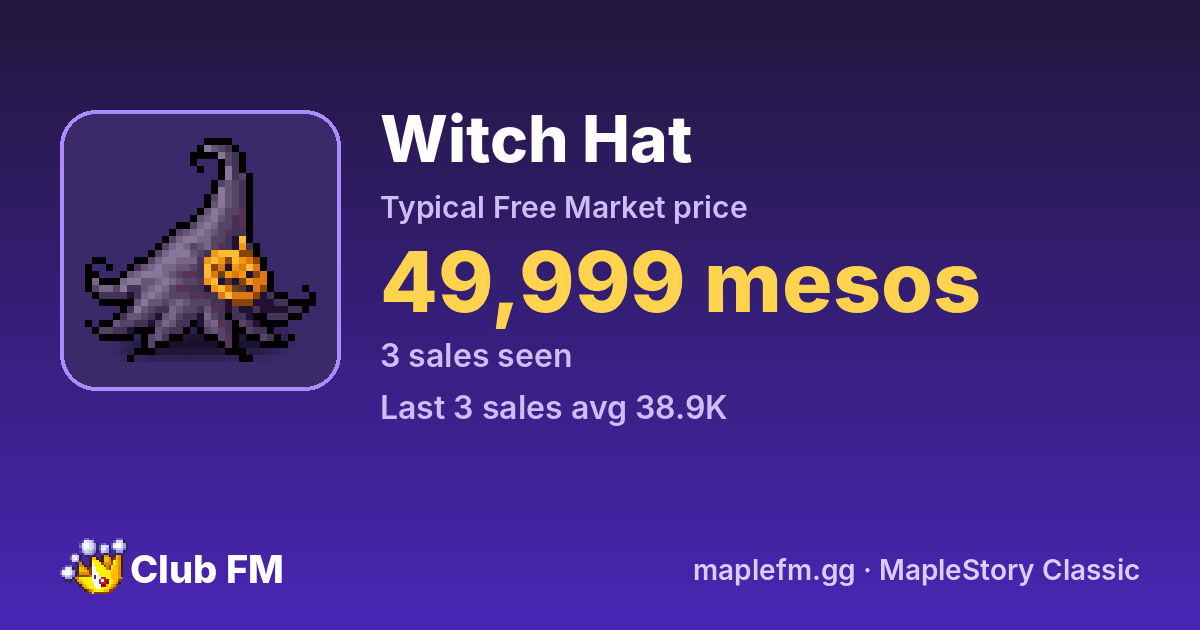 Witch Hat
Typical Free Market price
49,999 mesos
3 sales seen
Last 3 sales avg 38.9K
Club FM
maplefm.gg · MapleStory Classic